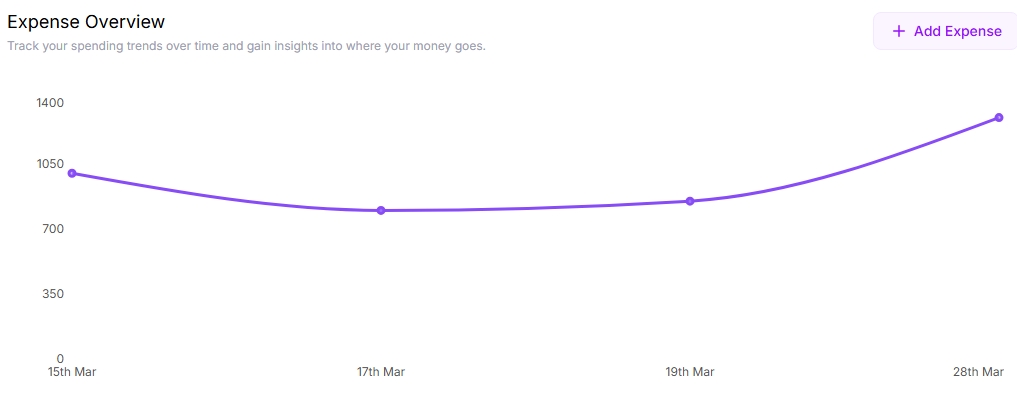 Expense Overview
Track your spending trends over time and gain insights into where your money goes.
+ Add Expense
1400
1050
700
350
0
15th Mar 17th Mar 19th Mar 28th Mar